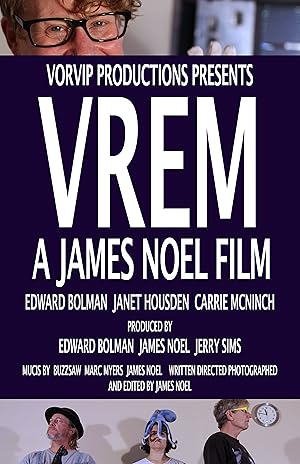 VORVIP PRODUCTIONS PRESENTS
VREM
A JAMES NOEL FILM
EDWARD BOLMAN JANET HOUSDEN CARRIE MCNINCH
PRODUCED BY
EDWARD BOLMAN JAMES NOEL JERRY SIMS
MUCIS BY BUZZSAW MARC MYERS JAMES NOEL WRITTEN DIRECTED PHOTOGRAPHED
AND EDITED BY JAMES NOEL